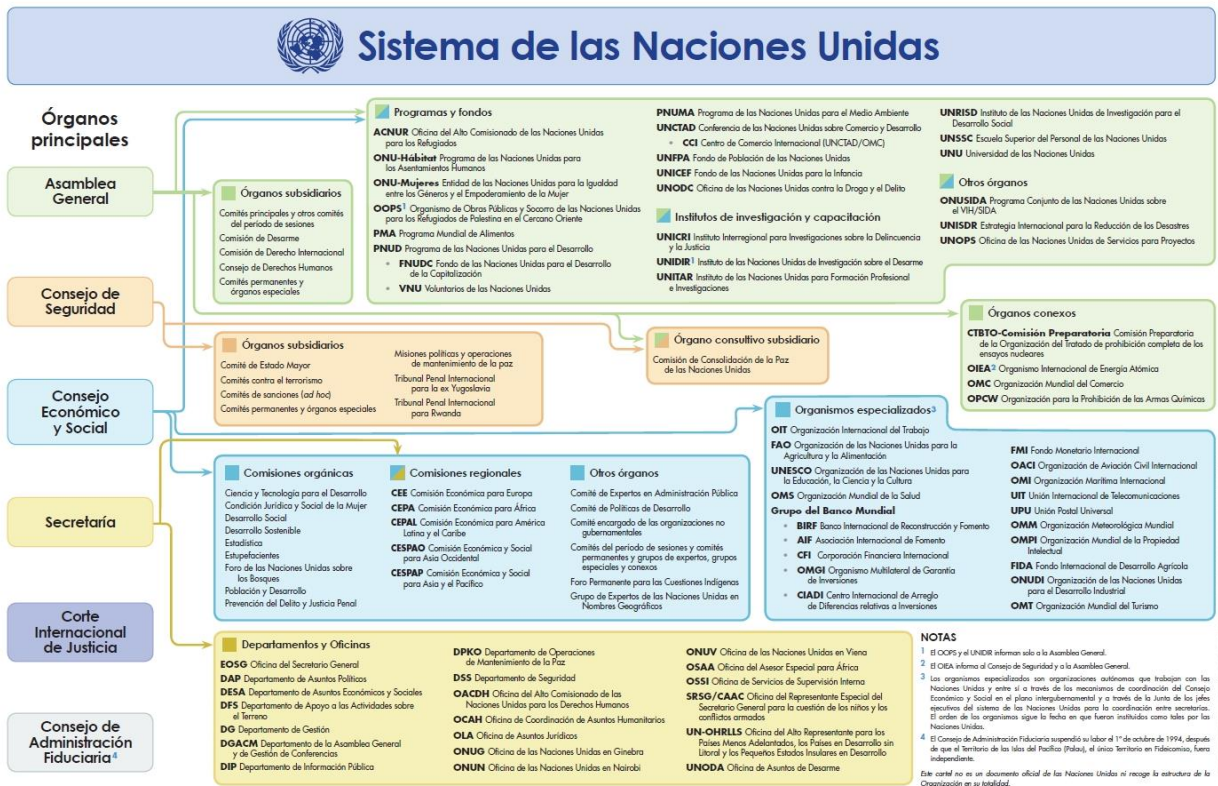 Sistema de las Naciones Unidas
Órganos
principales
Asamblea
General
Consejo de
Seguridad
Consejo
Económico
y Social
Secretaría
Corte
Internacional
de Justicia
Consejo de
Administración
Fiduciaria⁴
Órganos subsidiarios
Comités principales y otros comités
del período de sesiones
Comisión de Desarme
Comisión de Derecho Internacional
Consejo de Derechos Humanos
Comités permanentes y
órganos especiales
Programas y fondos
ACNUR Oficina del Alto Comisionado de las Naciones Unidas
para los Refugiados
ONU-Hábitat Programa de las Naciones Unidas para
los Asentamientos Humanos
ONU-Mujeres Entidad de las Naciones Unidas para la Igualdad
entre los Géneros y el Empoderamiento de la Mujer
OOPS¹ Organismo de Obras Públicas y Socorro de las Naciones Unidas
para los Refugiados de Palestina en el Cercano Oriente
PMA Programa Mundial de Alimentos
PNUD Programa de las Naciones Unidas para el Desarrollo
• FNUDC Fondo de las Naciones Unidas para el Desarrollo
de la Capitalización
• VNU Voluntarios de las Naciones Unidas
PNUMA Programa de las Naciones Unidas para el Medio Ambiente
UNCTAD Conferencia de las Naciones Unidas sobre Comercio y Desarrollo
• CCI Centro de Comercio Internacional (UNCTAD/OMC)
UNFPA Fondo de Población de las Naciones Unidas
UNICEF Fondo de las Naciones Unidas para la Infancia
UNODC Oficina de las Naciones Unidas contra la Droga y el Delito
Institutos de investigación y capacitación
UNICRI Instituto Interregional para Investigaciones sobre la Delincuencia
y la Justicia
UNIDIR¹ Instituto de las Naciones Unidas de Investigación sobre el Desarme
UNITAR Instituto de las Naciones Unidas para Formación Profesional
e Investigaciones
UNRISD Instituto de las Naciones Unidas de Investigación para el
Desarrollo Social
UNSSC Escuela Superior del Personal de las Naciones Unidas
UNU Universidad de las Naciones Unidas
Otros órganos
ONUSIDA Programa Conjunto de las Naciones Unidas sobre
el VIH/SIDA
UNISDR Estrategia Internacional para la Reducción de los Desastres
UNOPS Oficina de las Naciones Unidas de Servicios para Proyectos
Órganos subsidiarios
Comité de Estado Mayor
Comités contra el terrorismo
Comités de sanciones (ad hoc)
Comités permanentes y órganos especiales
Misiones políticas y operaciones
de mantenimiento de la paz
Tribunal Penal Internacional
para la ex Yugoslavia
Tribunal Penal Internacional
para Rwanda
Órgano consultivo subsidiario
Comisión de Consolidación de la Paz
de las Naciones Unidas
Órganos conexos
CTBTO-Comisión Preparatoria Comisión Preparatoria
de la Organización del Tratado de prohibición completa de los
ensayos nucleares
OIEA² Organismo Internacional de Energía Atómica
OMC Organización Mundial del Comercio
OPCW Organización para la Prohibición de las Armas Químicas
Comisiones orgánicas
Ciencia y Tecnología para el Desarrollo
Condición Jurídica y Social de la Mujer
Desarrollo Social
Desarrollo Sostenible
Estadística
Estupefacientes
Foro de las Naciones Unidas sobre
los Bosques
Población y Desarrollo
Prevención del Delito y Justicia Penal
Comisiones regionales
CEE Comisión Económica para Europa
CEPA Comisión Económica para África
CEPAL Comisión Económica para América
Latina y el Caribe
CESPAO Comisión Económica y Social
para Asia Occidental
CESPAP Comisión Económica y Social
para Asia y el Pacífico
Otros órganos
Comité de Expertos en Administración Pública
Comité de Políticas de Desarrollo
Comité encargado de las organizaciones no
gubernamentales
Comités del período de sesiones y comités
permanentes y grupos de expertos, grupos
especiales y conexos
Foro Permanente para las Cuestiones Indígenas
Grupo de Expertos de las Naciones Unidas en
Nombres Geográficos
Organismos especializados³
OIT Organización Internacional del Trabajo
FAO Organización de las Naciones Unidas para la
Agricultura y la Alimentación
UNESCO Organización de las Naciones Unidas para
la Educación, la Ciencia y la Cultura
OMS Organización Mundial de la Salud
Grupo del Banco Mundial
• BIRF Banco Internacional de Reconstrucción y Fomento
• AIF Asociación Internacional de Fomento
• CFI Corporación Financiera Internacional
• OMGI Organismo Multilateral de Garantía
de Inversiones
• CIADI Centro Internacional de Arreglo
de Diferencias relativas a Inversiones
FMI Fondo Monetario Internacional
OACI Organización de Aviación Civil Internacional
OMI Organización Marítima Internacional
UIT Unión Internacional de Telecomunicaciones
UPU Unión Postal Universal
OMM Organización Meteorológica Mundial
OMPI Organización Mundial de la Propiedad
Intelectual
FIDA Fondo Internacional de Desarrollo Agrícola
ONUDI Organización de las Naciones Unidas
para el Desarrollo Industrial
OMT Organización Mundial del Turismo
Departamentos y Oficinas
EOSG Oficina del Secretario General
DAP Departamento de Asuntos Políticos
DESA Departamento de Asuntos Económicos y Sociales
DFS Departamento de Apoyo a las Actividades sobre
el Terreno
DG Departamento de Gestión
DGACM Departamento de la Asamblea General
y de Gestión de Conferencias
DIP Departamento de Información Pública
DPKO Departamento de Operaciones
de Mantenimiento de la Paz
DSS Departamento de Seguridad
OACDH Oficina del Alto Comisionado de las
Naciones Unidas para los Derechos Humanos
OCAH Oficina de Coordinación de Asuntos Humanitarios
OLA Oficina de Asuntos Jurídicos
ONUG Oficina de las Naciones Unidas en Ginebra
ONUN Oficina de las Naciones Unidas en Nairobi
ONUV Oficina de las Naciones Unidas en Viena
OSAA Oficina del Asesor Especial para África
OSSI Oficina de Servicios de Supervisión Interna
SRSG/CAAC Oficina del Representante Especial del
Secretario General para la cuestión de los niños y los
conflictos armados
UN-OHRLLS Oficina del Alto Representante para los
Países Menos Adelantados, los Países en Desarrollo sin
Litoral y los Pequeños Estados Insulares en Desarrollo
UNODA Oficina de Asuntos de Desarme
NOTAS
1 El OOPS y el UNIDIR informan solo a la Asamblea General.
2 El OIEA informa al Consejo de Seguridad y a la Asamblea General.
3 Los organismos especializados son organizaciones autónomas que trabajan con las
Naciones Unidas y entre sí a través de los mecanismos de coordinación del Consejo
Económico y Social en el plano intergubernamental y a través de la Junta de los jefes
ejecutivos del sistema de las Naciones Unidas para la coordinación entre secretarías.
El orden de los organismos sigue la fecha en que fueron instituidos como tales por las
Naciones Unidas.
4 El Consejo de Administración Fiduciaria suspendió su labor el 1º de octubre de 1994, después
de que el Territorio de las Islas del Pacífico (Palau), el único Territorio en Fideicomiso, fuera
independiente.
Este cartel no es un documento oficial de las Naciones Unidas ni recoge la estructura de la
Organización en su totalidad.